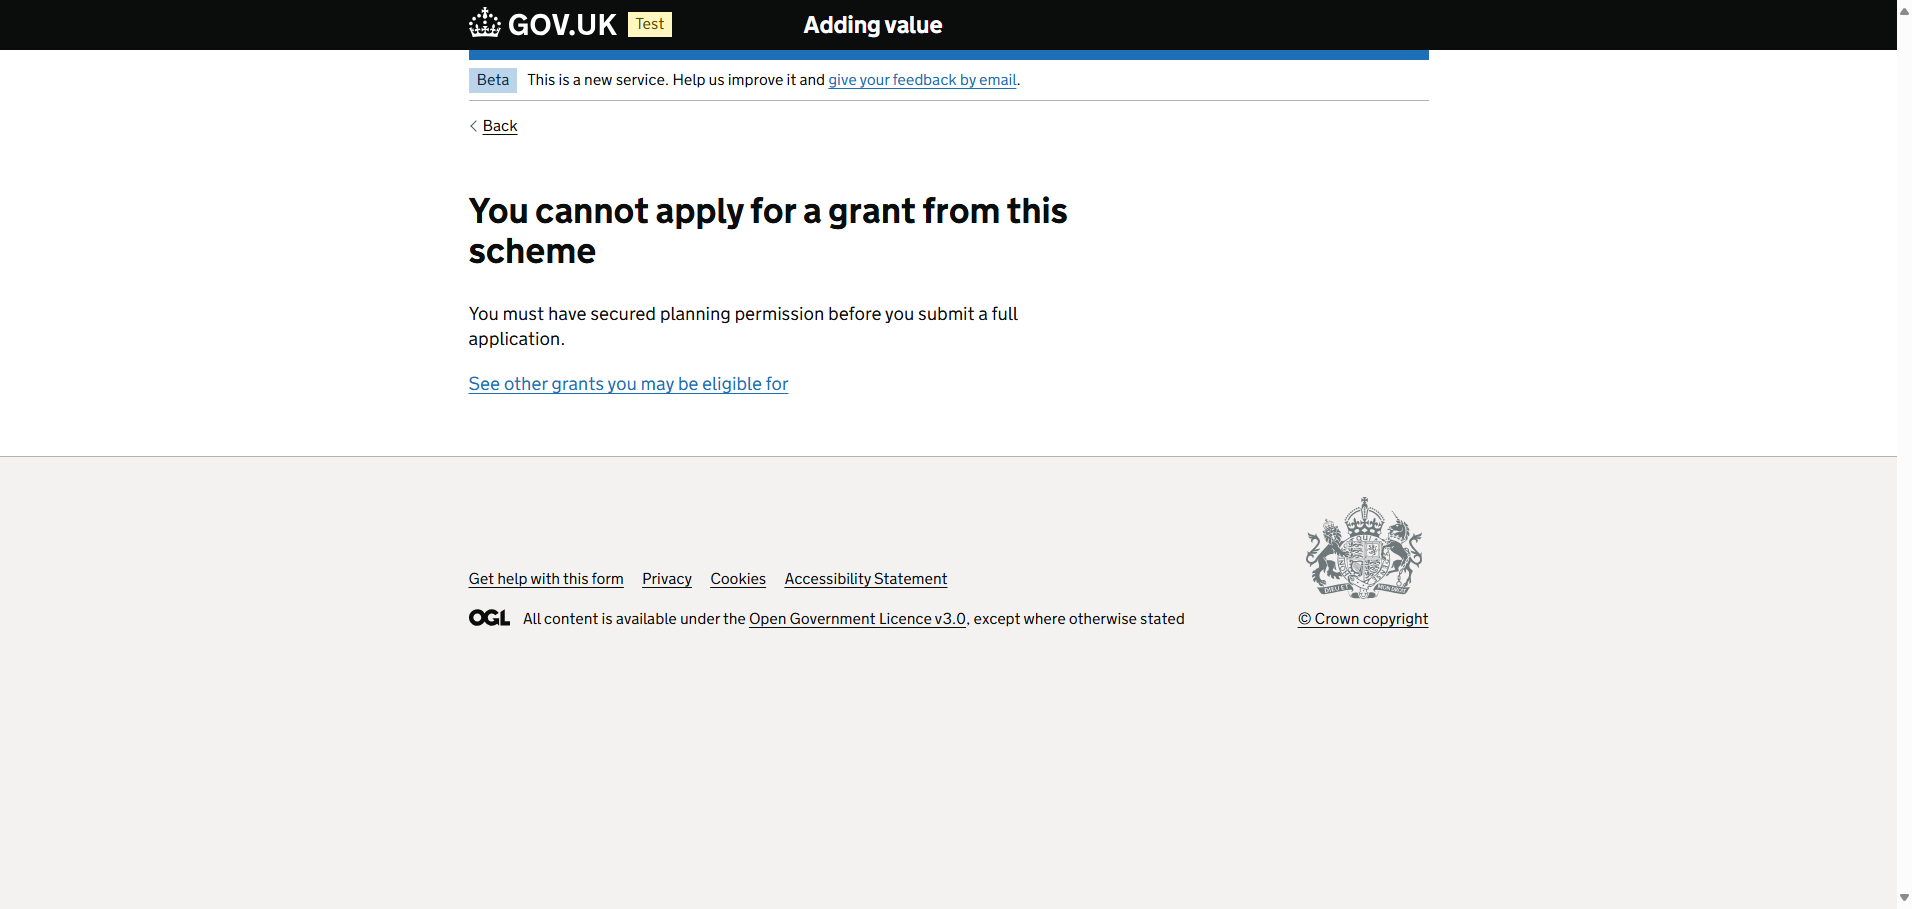 GOV.UK Test Adding value
Beta This is a new service. Help us improve it and give your feedback by email.
Back
You cannot apply for a grant from this
scheme
You must have secured planning permission before you submit a full
application.
See other grants you may be eligible for
Get help with this form Privacy Cookies Accessibility Statement
OGL All content is available under the Open Government Licence v3.0, except where otherwise stated
© Crown copyright